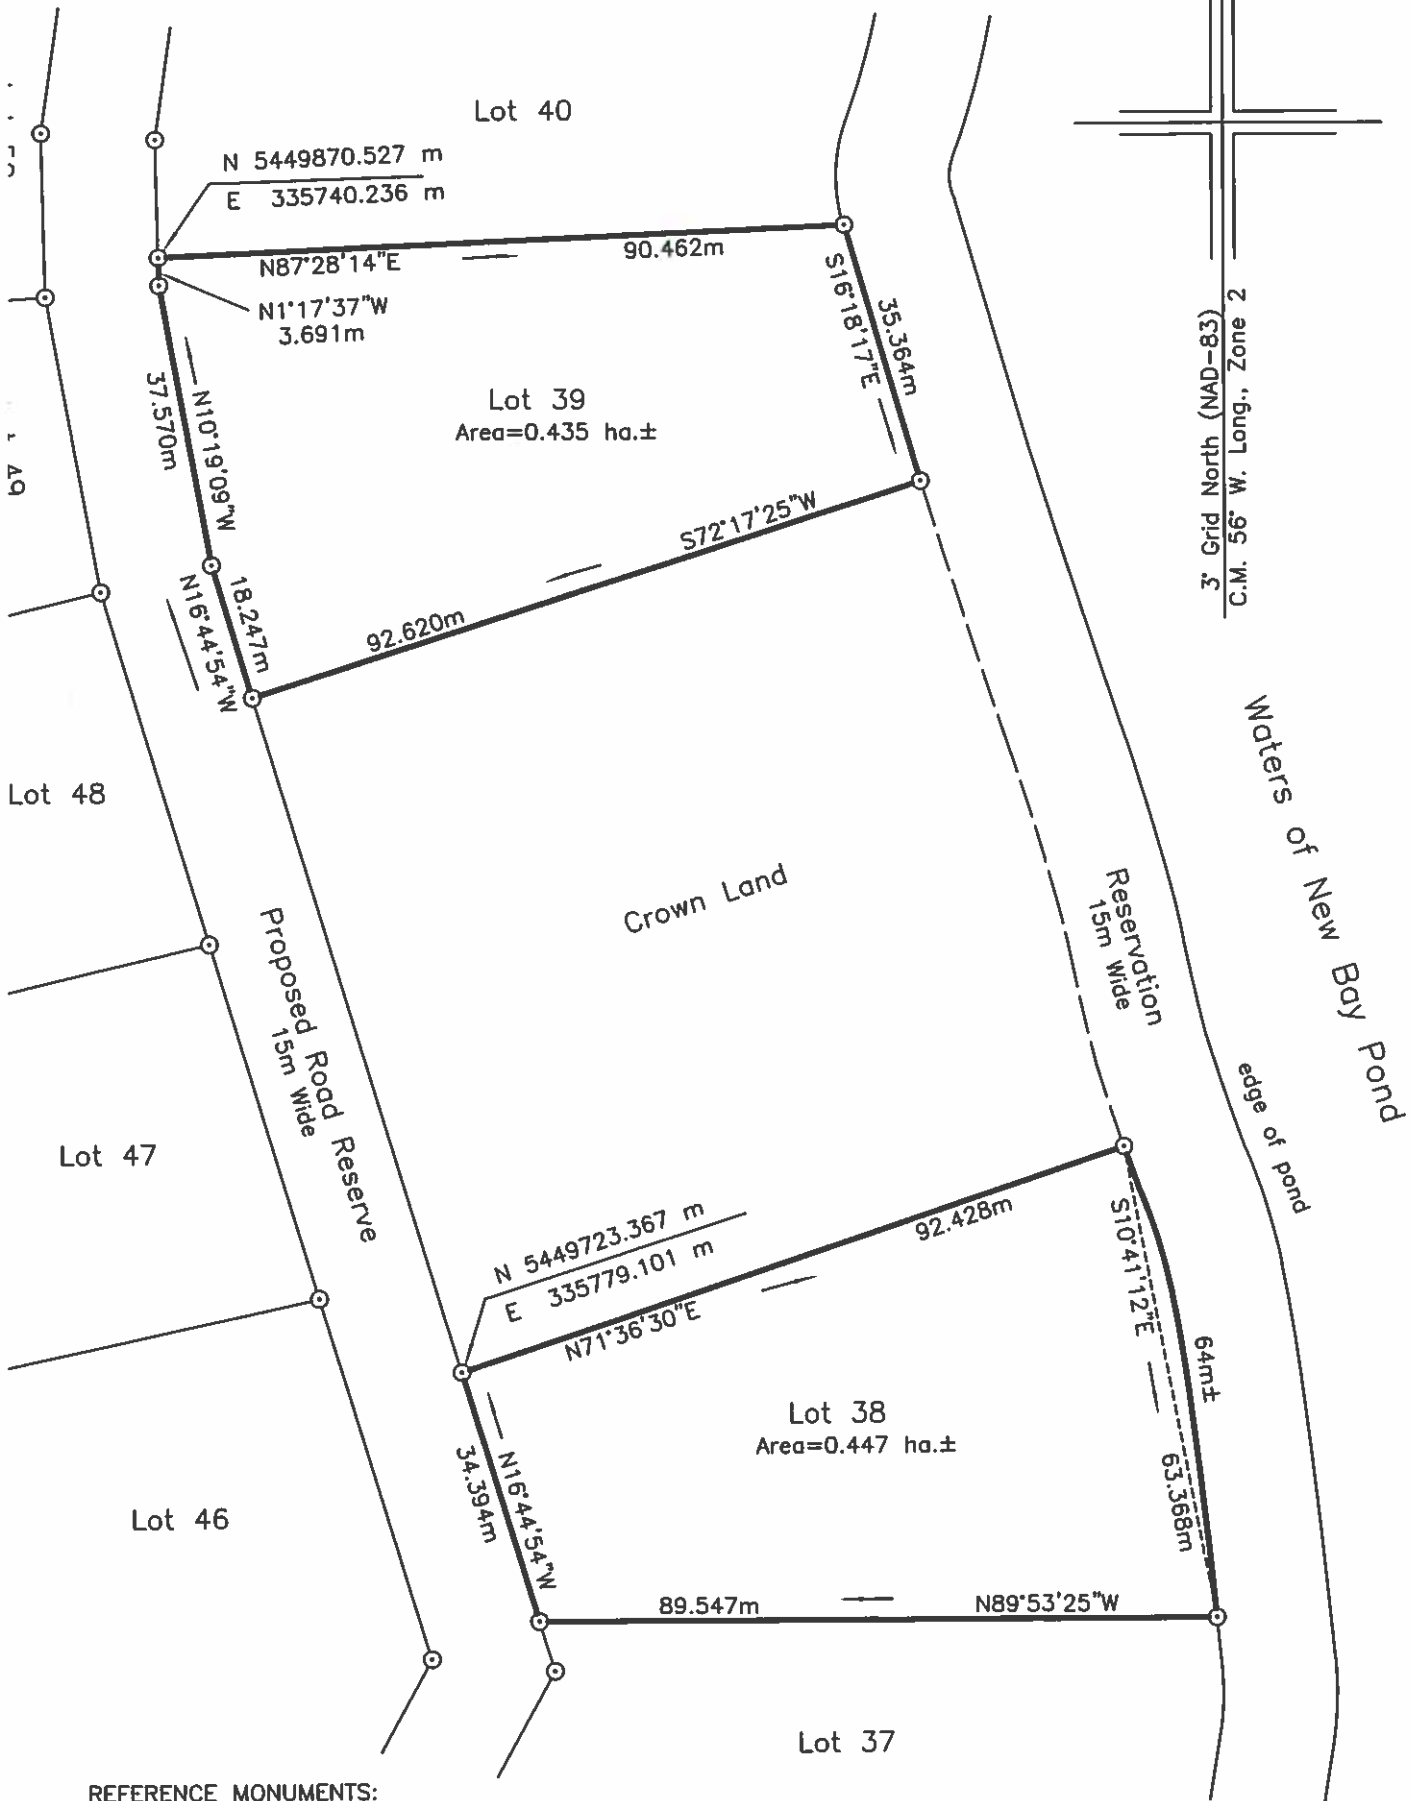 Lot 40
N 5449870.527 m
E 335740.236 m
N87°28'14"E
90.462m
N1°17'37"W
3.691m
S16°18'17"E
35.364m
37.570m
N10°19'09"W
Lot 39
Area=0.435 ha.±
3° Grid North (NAD-83)
C.M. 56° W. Long., Zone 2
49
S72°17'25"W
92.620m
18.247m
N16°44'54"W
Waters of New Bay Pond
Lot 48
Crown Land
Reservation
15m Wide
Proposed Road Reserve
15m Wide
edge of pond
Lot 47
N 5449723.367 m
E 335779.101 m
92.428m
N71°36'30"E
S10°41'12"E
64m±
63.368m
Lot 38
Area=0.447 ha.±
34.394m
N16°44'54"W
Lot 46
89.547m
N89°53'25"W
Lot 37
REFERENCE MONUMENTS: